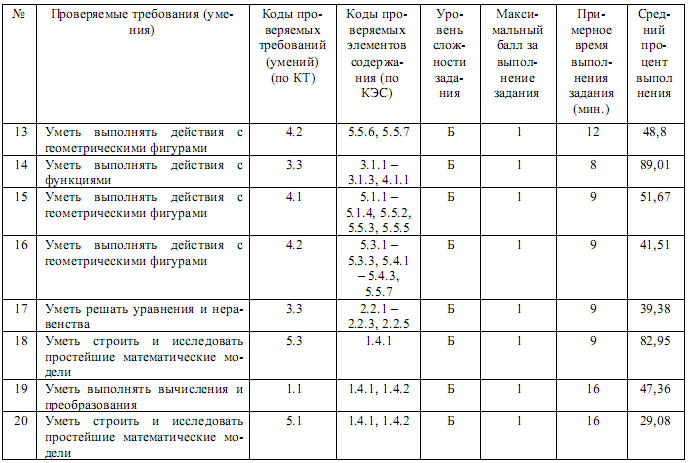 № Проверяемые требования (уме- Коды про- Коды про- Уро- Макси- При- Сред-
ния) веряемых веряемых вень мальный мерное ний
требований элементов слож- балл за время про-
(умений) содержа- ности выпол- выпол- цент
(по КТ) ния (по зада- нение нения выпол
КЭС) ния задания задания нения
(мин.)
13 Уметь выполнять действия с 4.2 5.5.6, 5.5.7 Б 1 12 48,8
геометрическими фигурами
14 Уметь выполнять действия с 3.3 3.1.1 – Б 1 8 89,01
функциями 3.1.3, 4.1.1
15 Уметь выполнять действия с 4.1 5.1.1 – Б 1 9 51,67
геометрическими фигурами 5.1.4, 5.5.2,
5.5.3, 5.5.5
16 Уметь выполнять действия с 4.2 5.3.1 – Б 1 9 41,51
геометрическими фигурами 5.3.3, 5.4.1
– 5.4.3,
5.5.7
17 Уметь решать уравнения и нера- 3.3 2.2.1 – Б 1 9 39,38
венства 2.2.3, 2.2.5
18 Уметь строить и исследовать 5.3 1.4.1 Б 1 9 82,95
простейшие математические мо-
дели
19 Уметь выполнять вычисления и 1.1 1.4.1, 1.4.2 Б 1 16 47,36
преобразования
20 Уметь строить и исследовать 5.1 1.4.1, 1.4.2 Б 1 16 29,08
простейшие математические мо-
дели